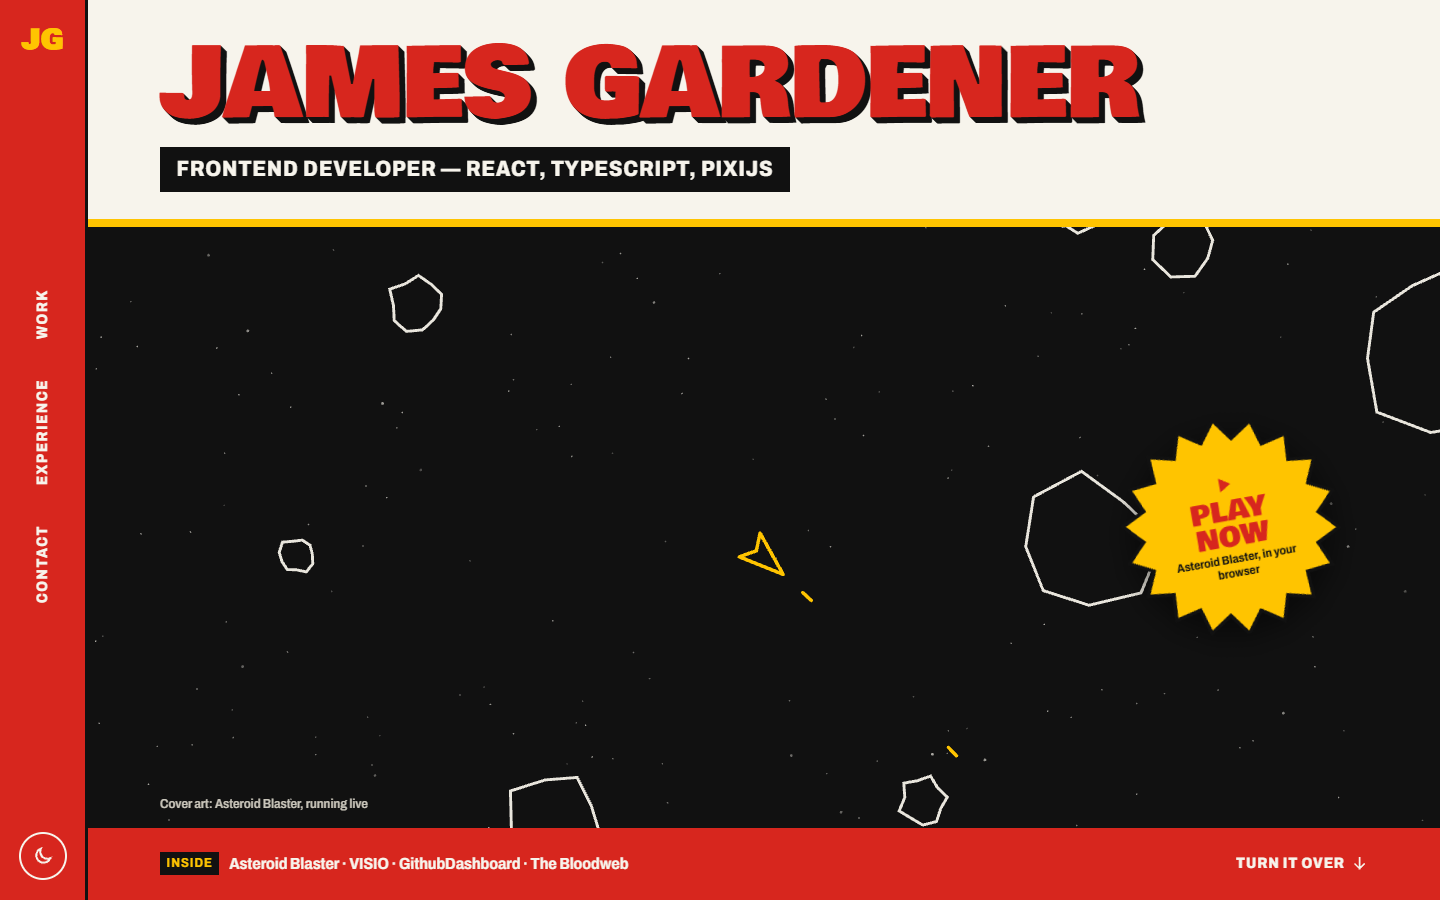 JG
JAMES GARDENER
FRONTEND DEVELOPER — REACT, TYPESCRIPT, PIXIJS
WORK
EXPERIENCE
CONTACT
PLAY
NOW
Asteroid Blaster, in your
browser
Cover art: Asteroid Blaster, running live
INSIDE Asteroid Blaster · VISIO · GithubDashboard · The Bloodweb
TURN IT OVER ↓